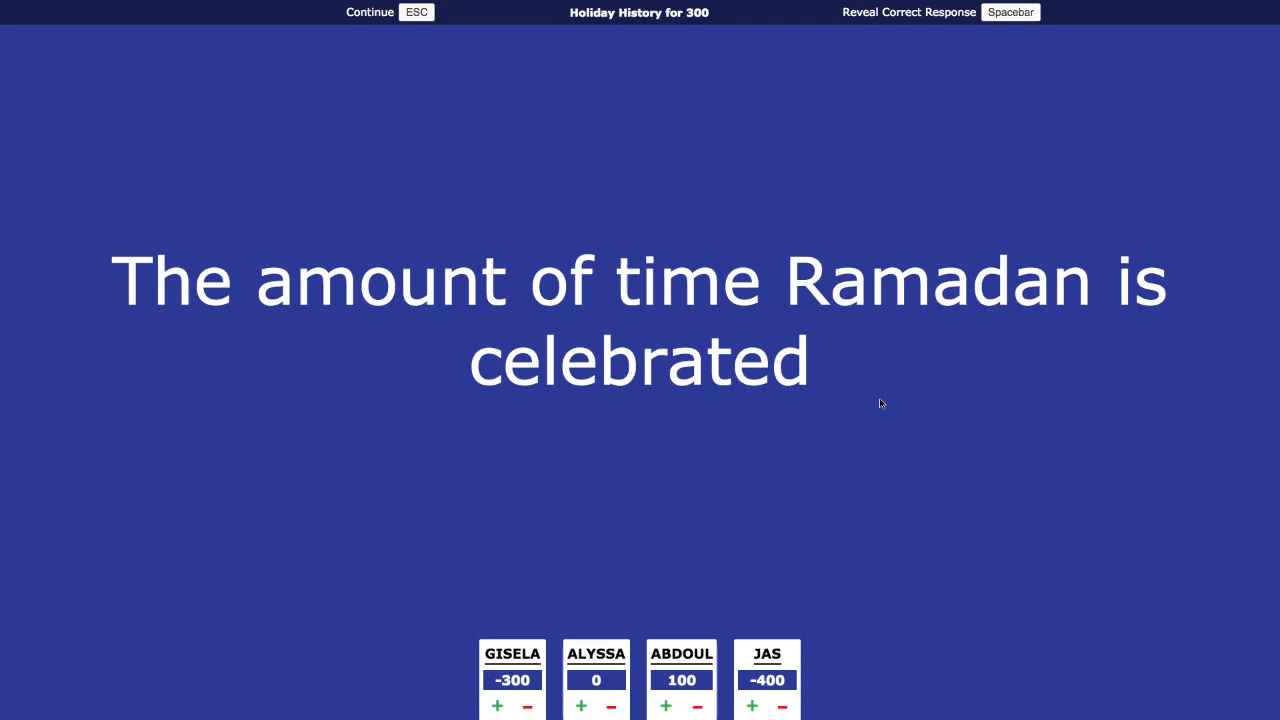 Continue ESC Holiday History for 300 Reveal Correct Response Spacebar
The amount of time Ramadan is
celebrated
GISELA ALYSSA ABDOUL JAS
-300 0 100 -400
+ − + − + − + −